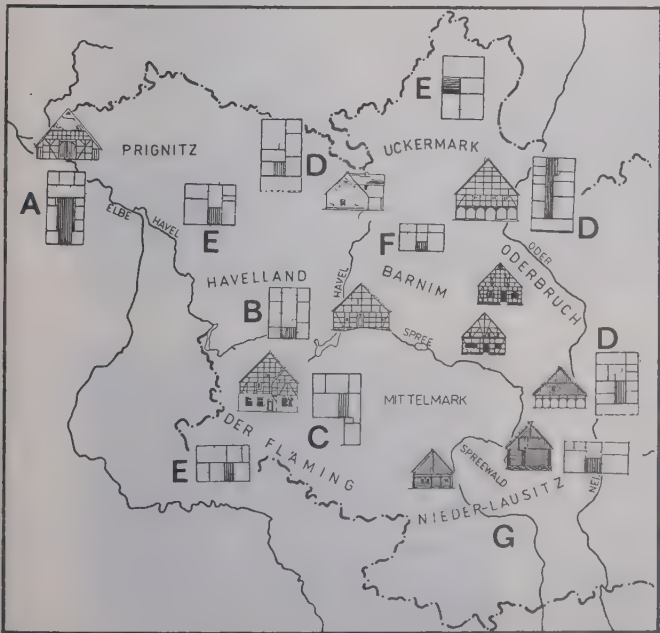 E
PRIGNITZ
D
UCKERMARK
A
ELBE
HAVEL
E
D
F
ODER
HAVELLAND
HAVEL
BARNIM
ODERBRUCH
B
SPREE
D
C
MITTELMARK
DER FLÄMING
E
SPREEWALD
NIEDER-LAUSITZ
G